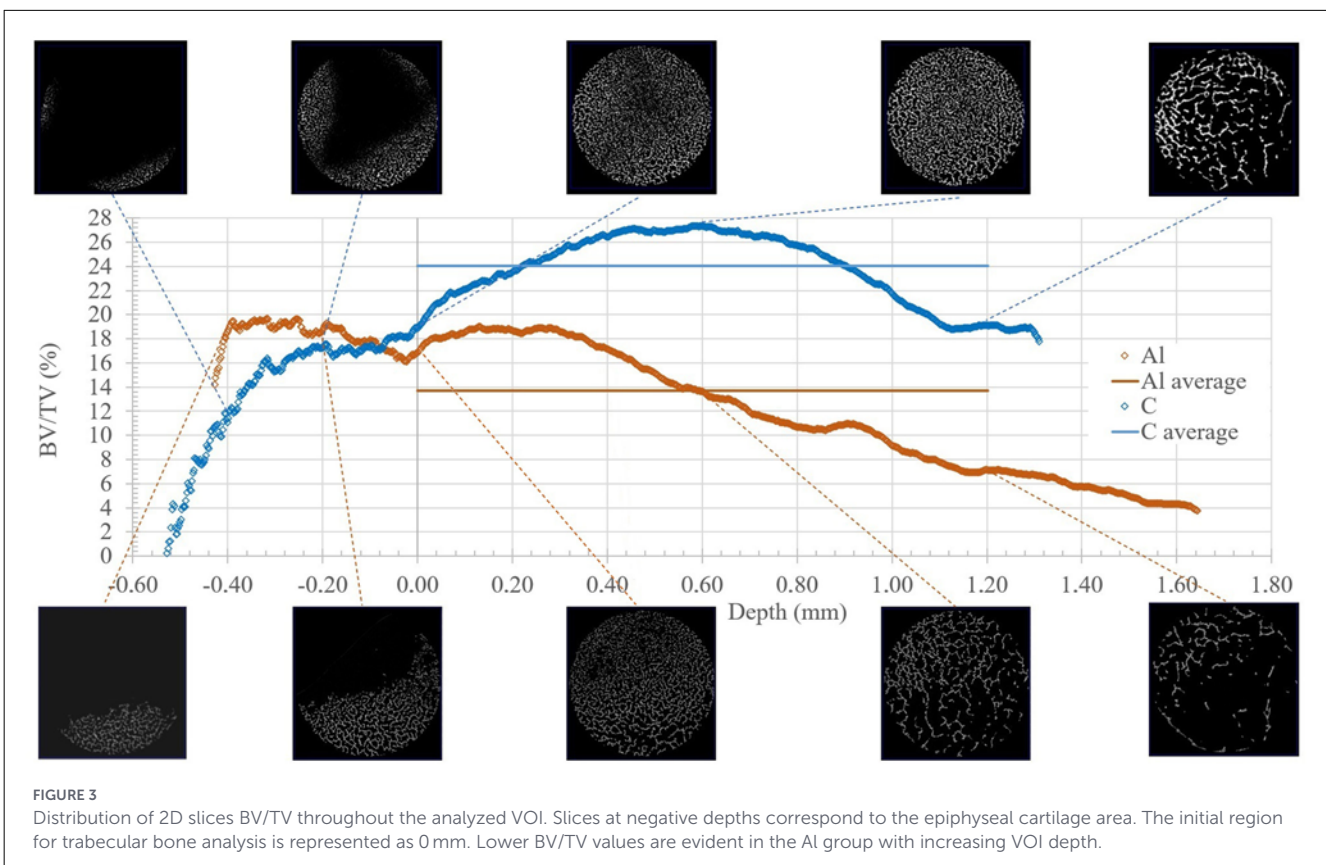 28
26
24
22
20
18
16
14
12
10
8
6
4
2
0
BV/TV (%)
-0.60 -0.40 -0.20 0.00 0.20 0.40 0.60 0.80 1.00 1.20 1.40 1.60 1.80
Depth (mm)
Al
Al average
C
C average
FIGURE 3
Distribution of 2D slices BV/TV throughout the analyzed VOI. Slices at negative depths correspond to the epiphyseal cartilage area. The initial region
for trabecular bone analysis is represented as 0 mm. Lower BV/TV values are evident in the Al group with increasing VOI depth.